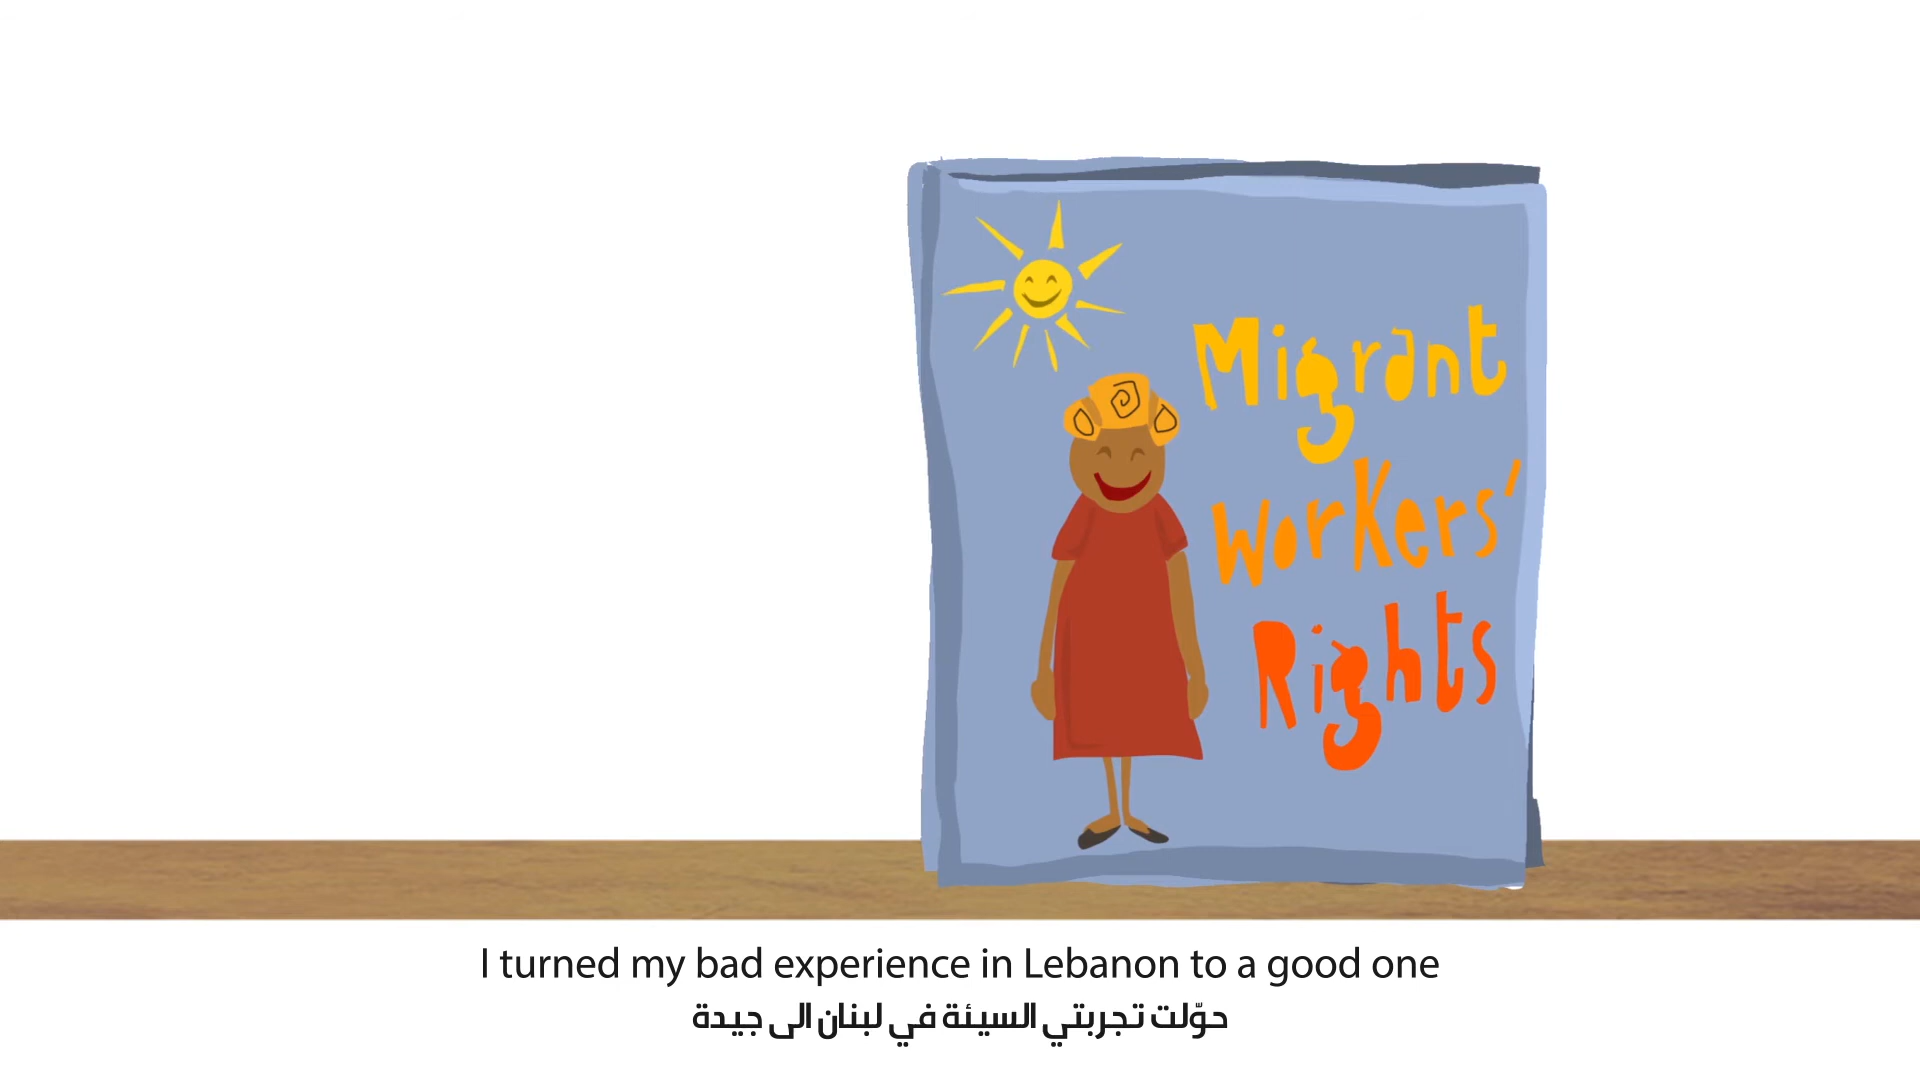 Migrant
Workers'
Rights
I turned my bad experience in Lebanon to a good one
حوّلت تجربتي السيئة في لبنان الى جيدة